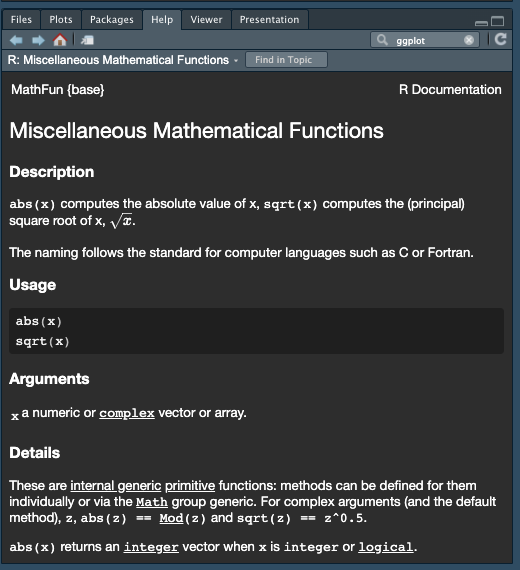 Files Plots Packages Help Viewer Presentation
ggplot
R: Miscellaneous Mathematical Functions Find in Topic
MathFun {base} R Documentation
Miscellaneous Mathematical Functions
Description
abs(x) computes the absolute value of x, sqrt(x) computes the (principal)
square root of x, √x.
The naming follows the standard for computer languages such as C or Fortran.
Usage
abs(x)
sqrt(x)
Arguments
x a numeric or complex vector or array.
Details
These are internal generic primitive functions: methods can be defined for them
individually or via the Math group generic. For complex arguments (and the default
method), z, abs(z) == Mod(z) and sqrt(z) == z^0.5.
abs(x) returns an integer vector when x is integer or logical.